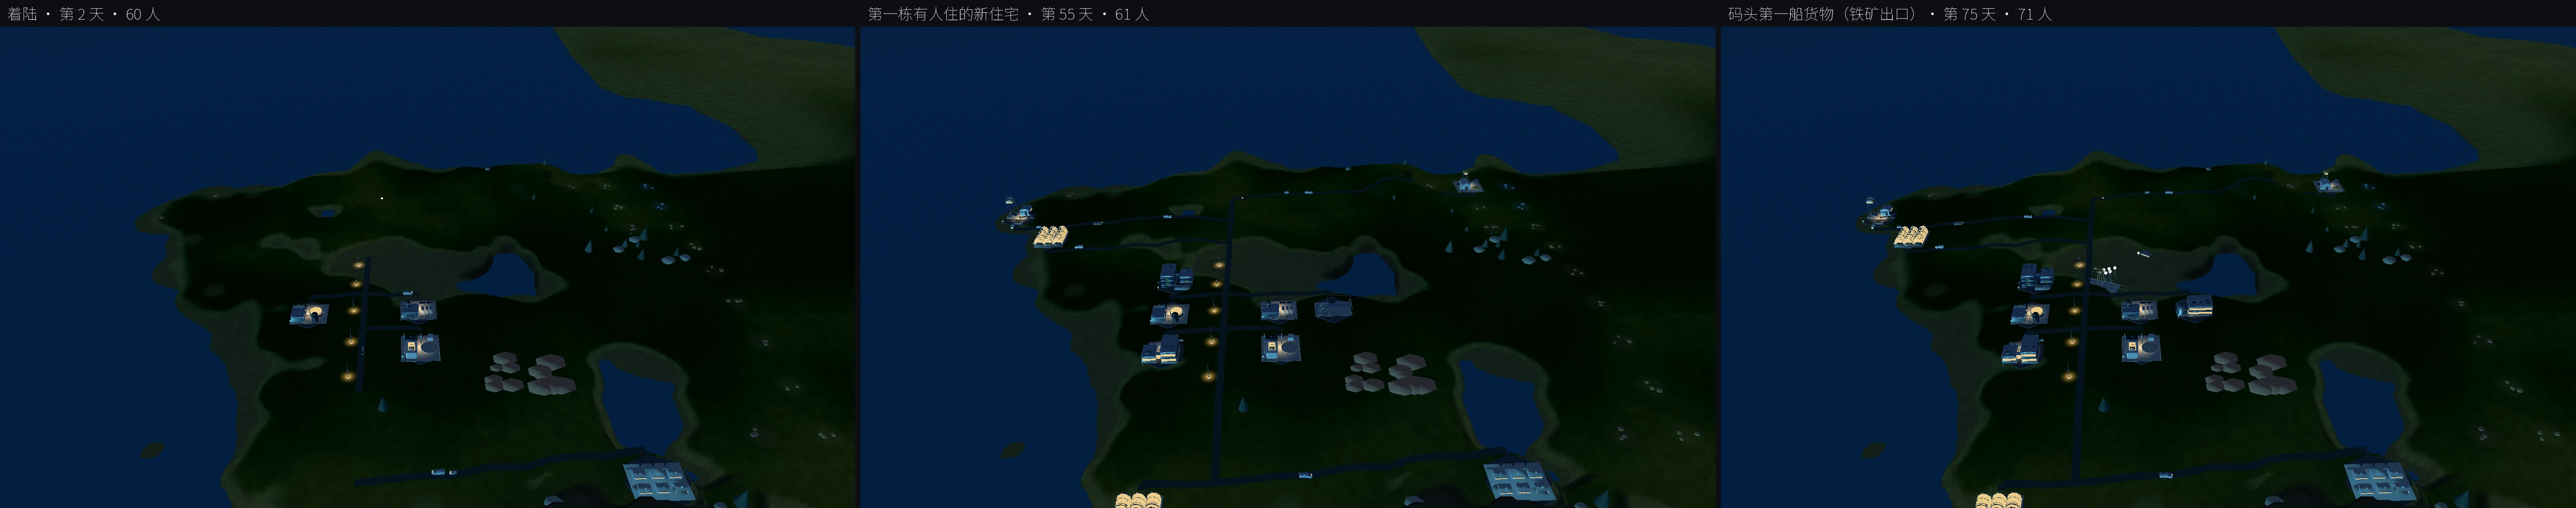 着陆 · 第 2 天 · 60 人
第一栋有人住的新住宅 · 第 55 天 · 61 人
码头第一船货物（铁矿出口） · 第 75 天 · 71 人